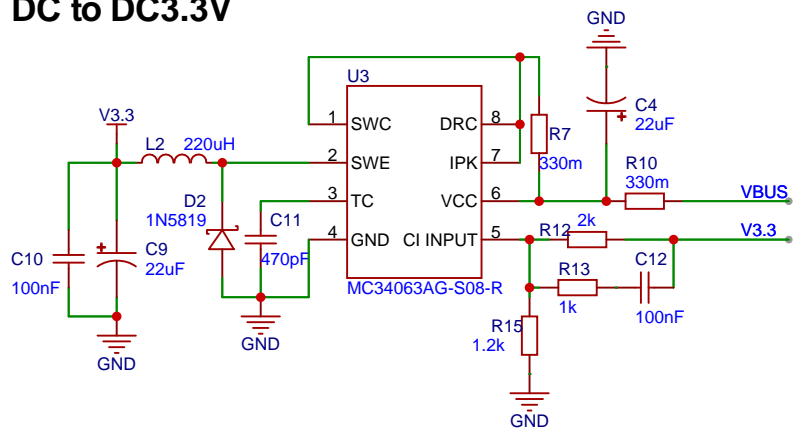 DC to DC3.3V
GND
U3
V3.3
L2 220uH
1 SWC DRC 8
C4
22uF
R7
330m
2 SWE IPK 7
R10
330m
D2
1N5819
3 TC VCC 6
VBUS
C11
470pF
4 GND CI INPUT 5
R12 2k
V3.3
C10
100nF
C9
22uF
MC34063AG-S08-R
R13
1k
C12
100nF
R15
1.2k
GND
GND
GND